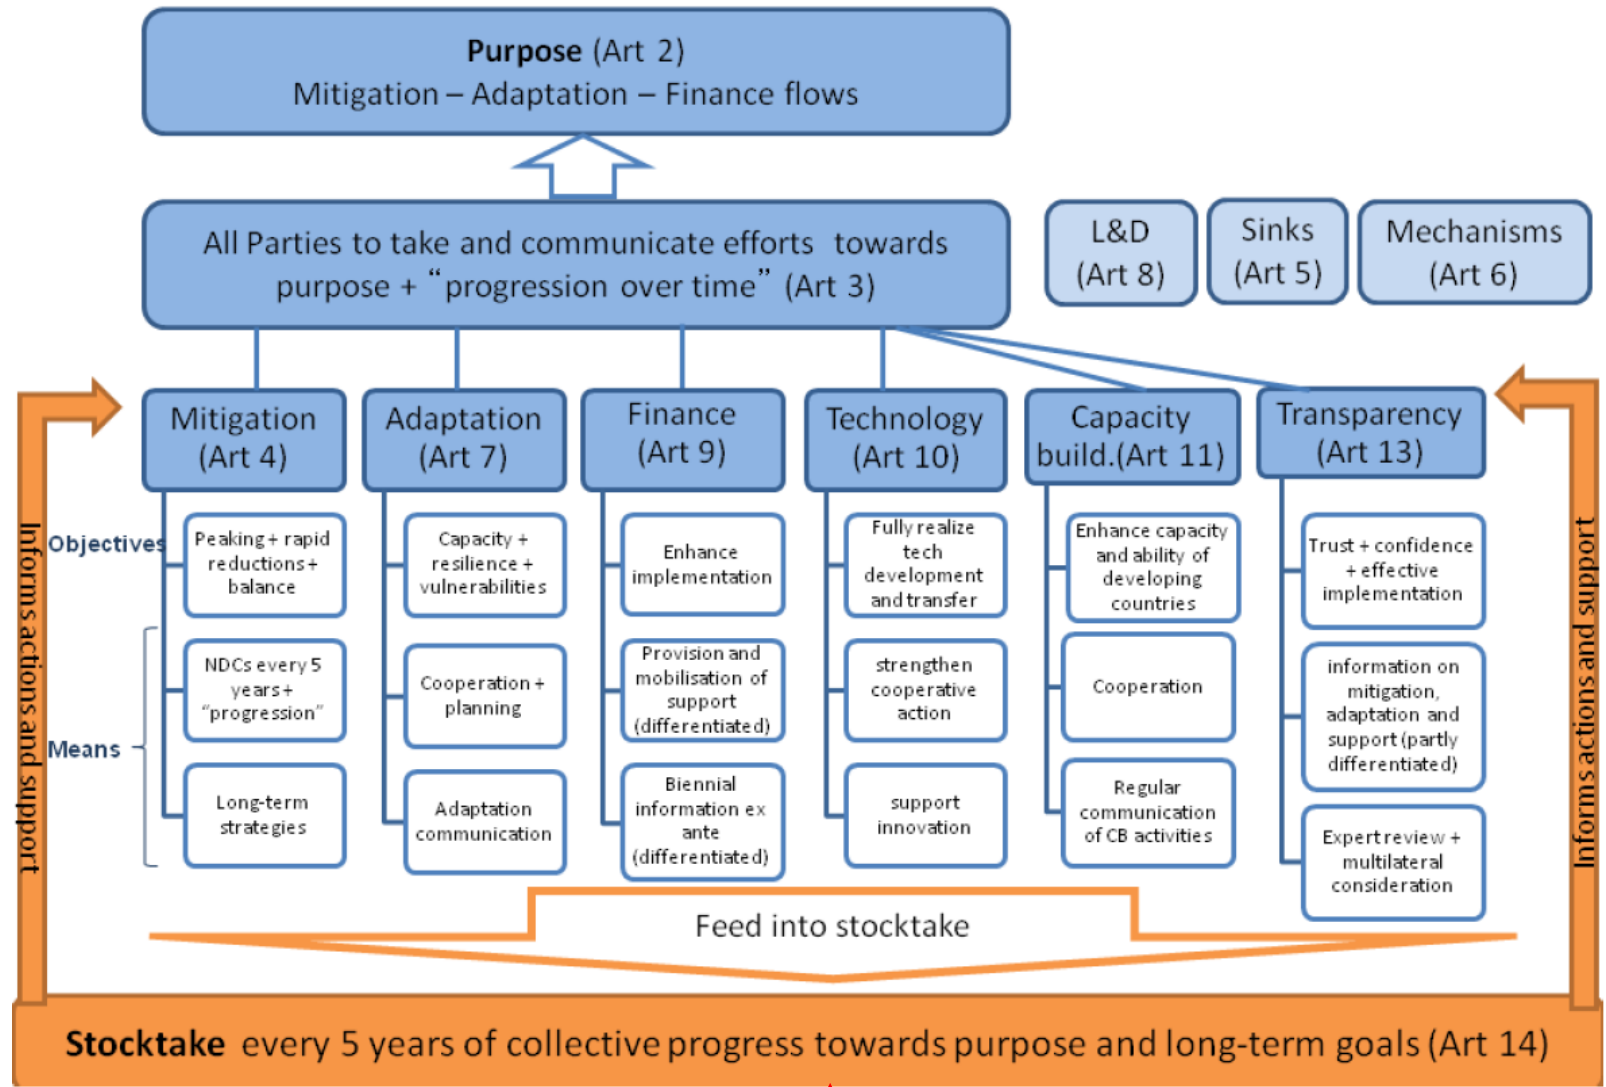 Purpose (Art 2)
Mitigation – Adaptation – Finance flows
All Parties to take and communicate efforts towards
purpose + “progression over time” (Art 3)
L&D
(Art 8)
Sinks
(Art 5)
Mechanisms
(Art 6)
Mitigation
(Art 4)
Adaptation
(Art 7)
Finance
(Art 9)
Technology
(Art 10)
Capacity
build.(Art 11)
Transparency
(Art 13)
Informs actions and support
Objectives
Peaking + rapid
reductions +
balance
Capacity +
resilience +
vulnerabilities
Enhance
implementation
Fully realize
tech
development
and transfer
Enhance capacity
and ability of
developing
countries
Trust + confidence
+ effective
implementation
Means
NDCs every 5
years +
“progression”
Cooperation +
planning
Provision and
mobilisation of
support
(differentiated)
strengthen
cooperative
action
Cooperation
information on
mitigation,
adaptation and
support (partly
differentiated)
Long-term
strategies
Adaptation
communication
Biennial
information ex
ante
(differentiated)
support
innovation
Regular
communication
of CB activities
Expert review +
multilateral
consideration
Informs actions and support
Feed into stocktake
Stocktake every 5 years of collective progress towards purpose and long-term goals (Art 14)